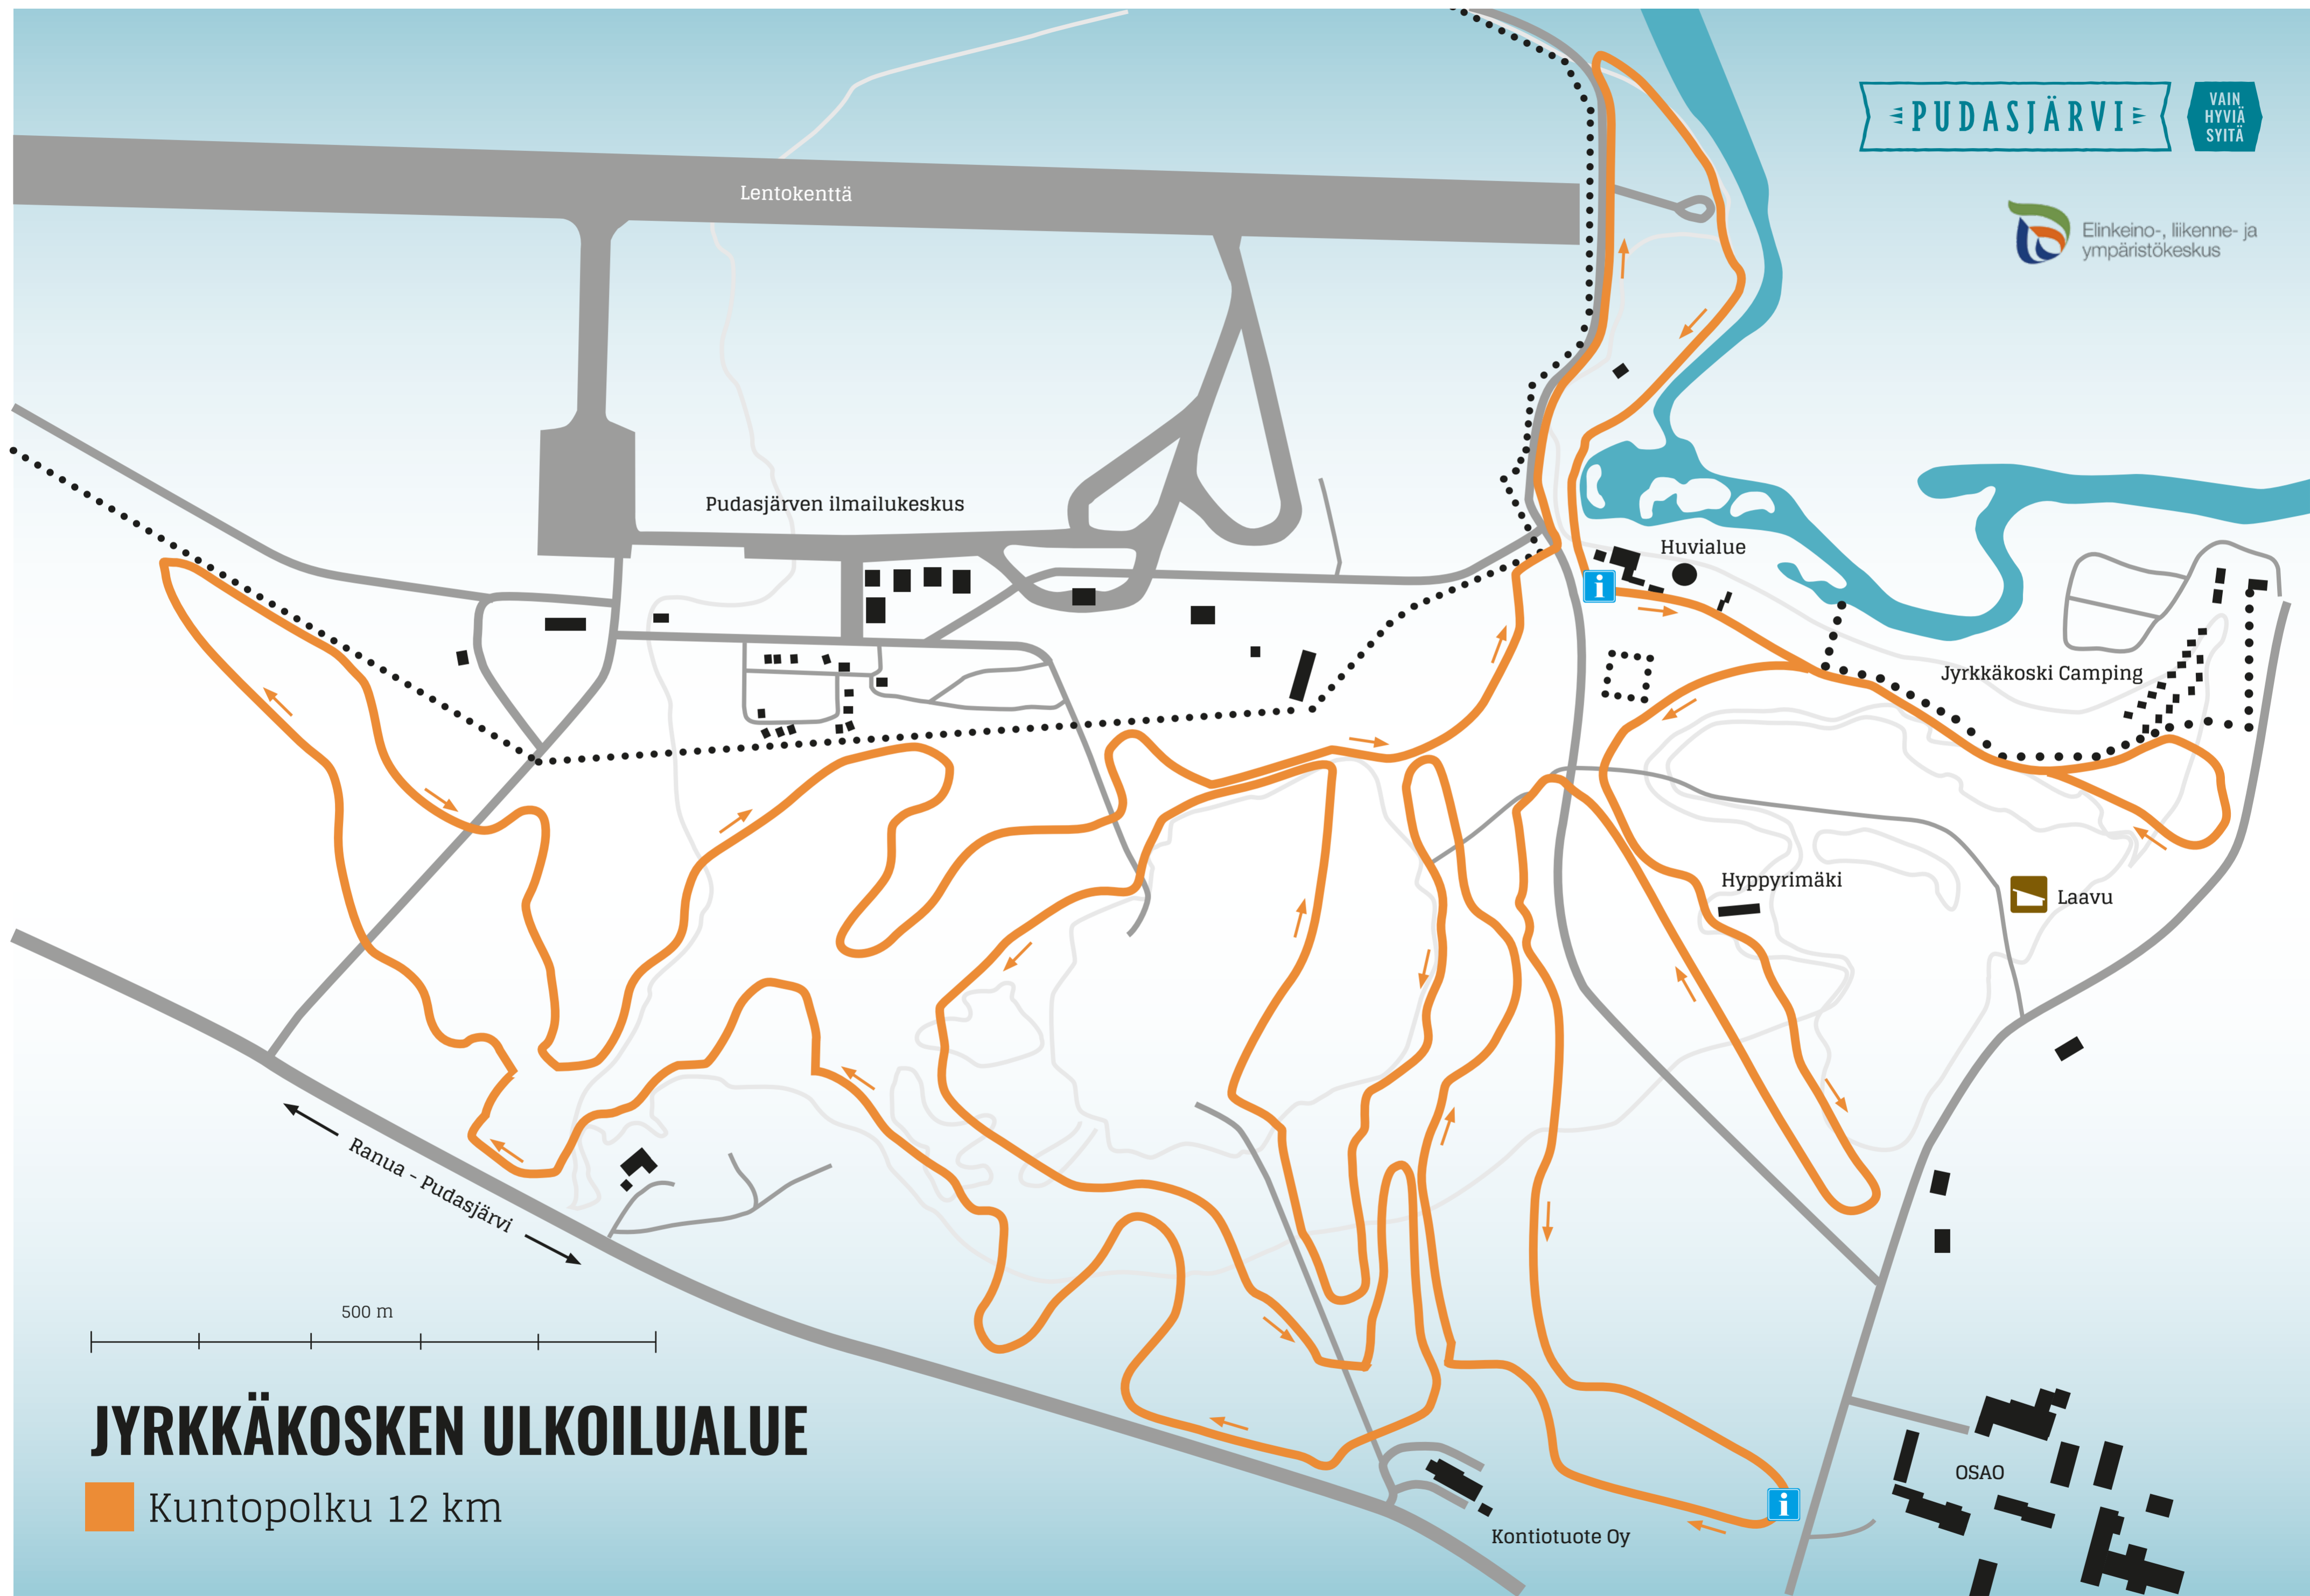 PUDASJÄRVI
VAIN
HYVIÄ
SYITÄ
Lentokenttä
Elinkeino-, liikenne- ja
ympäristökeskus
Pudasjärven ilmailukeskus
Huvialue
Jyrkkäkoski Camping
Hyppyrimäki
Laavu
Ranua - Pudasjärvi
500 m
JYRKKÄKOSKEN ULKOILUALUE
Kuntopolku 12 km
OSAO
Kontiotuote Oy